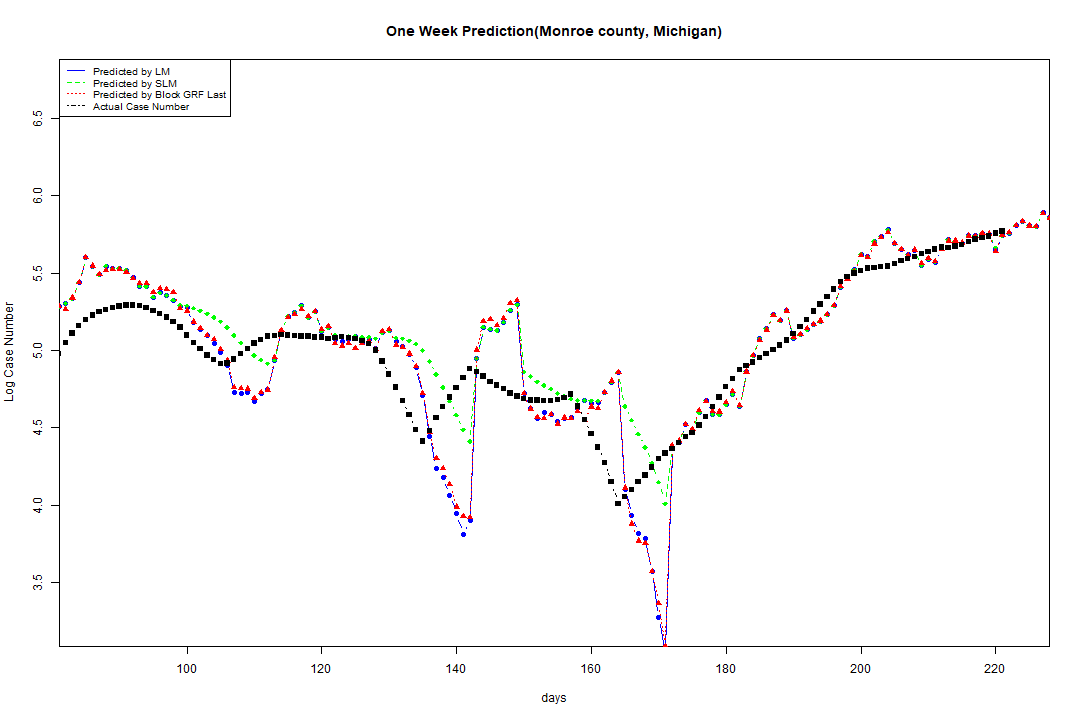 One Week Prediction(Monroe county, Michigan)
Predicted by LM
Predicted by SLM
Predicted by Block GRF Last
Actual Case Number
Log Case Number
6.5
6.0
5.5
5.0
4.5
4.0
3.5
100 120 140 160 180 200 220
days